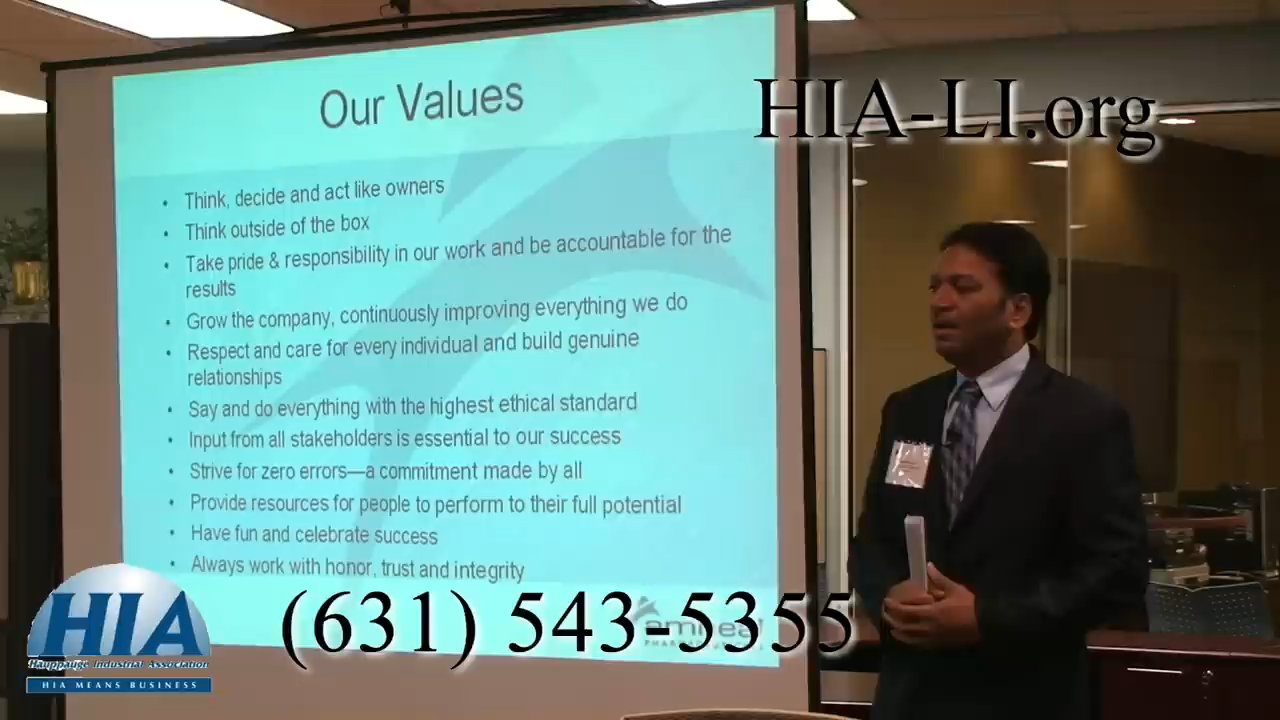 Our Values
HIA-LI.org
• Think, decide and act like owners
• Think outside of the box
• Take pride & responsibility in our work and be accountable for the
results
• Grow the company, continuously improving everything we do
• Respect and care for every individual and build genuine
relationships
• Say and do everything with the highest ethical standard
• Input from all stakeholders is essential to our success
• Strive for zero errors—a commitment made by all
• Provide resources for people to perform to their full potential
• Have fun and celebrate success
• Always work with honor, trust and integrity
HIA
Hauppauge Industrial Association
HIA MEANS BUSINESS
(631) 543-5355